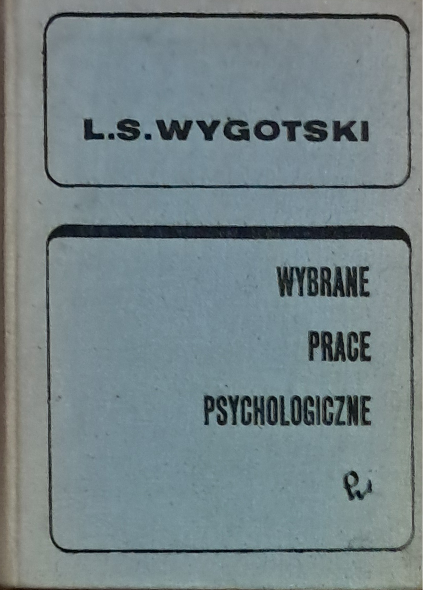 L.S. WYGOTSKI
WYBRANE
PRACE
PSYCHOLOGICZNE